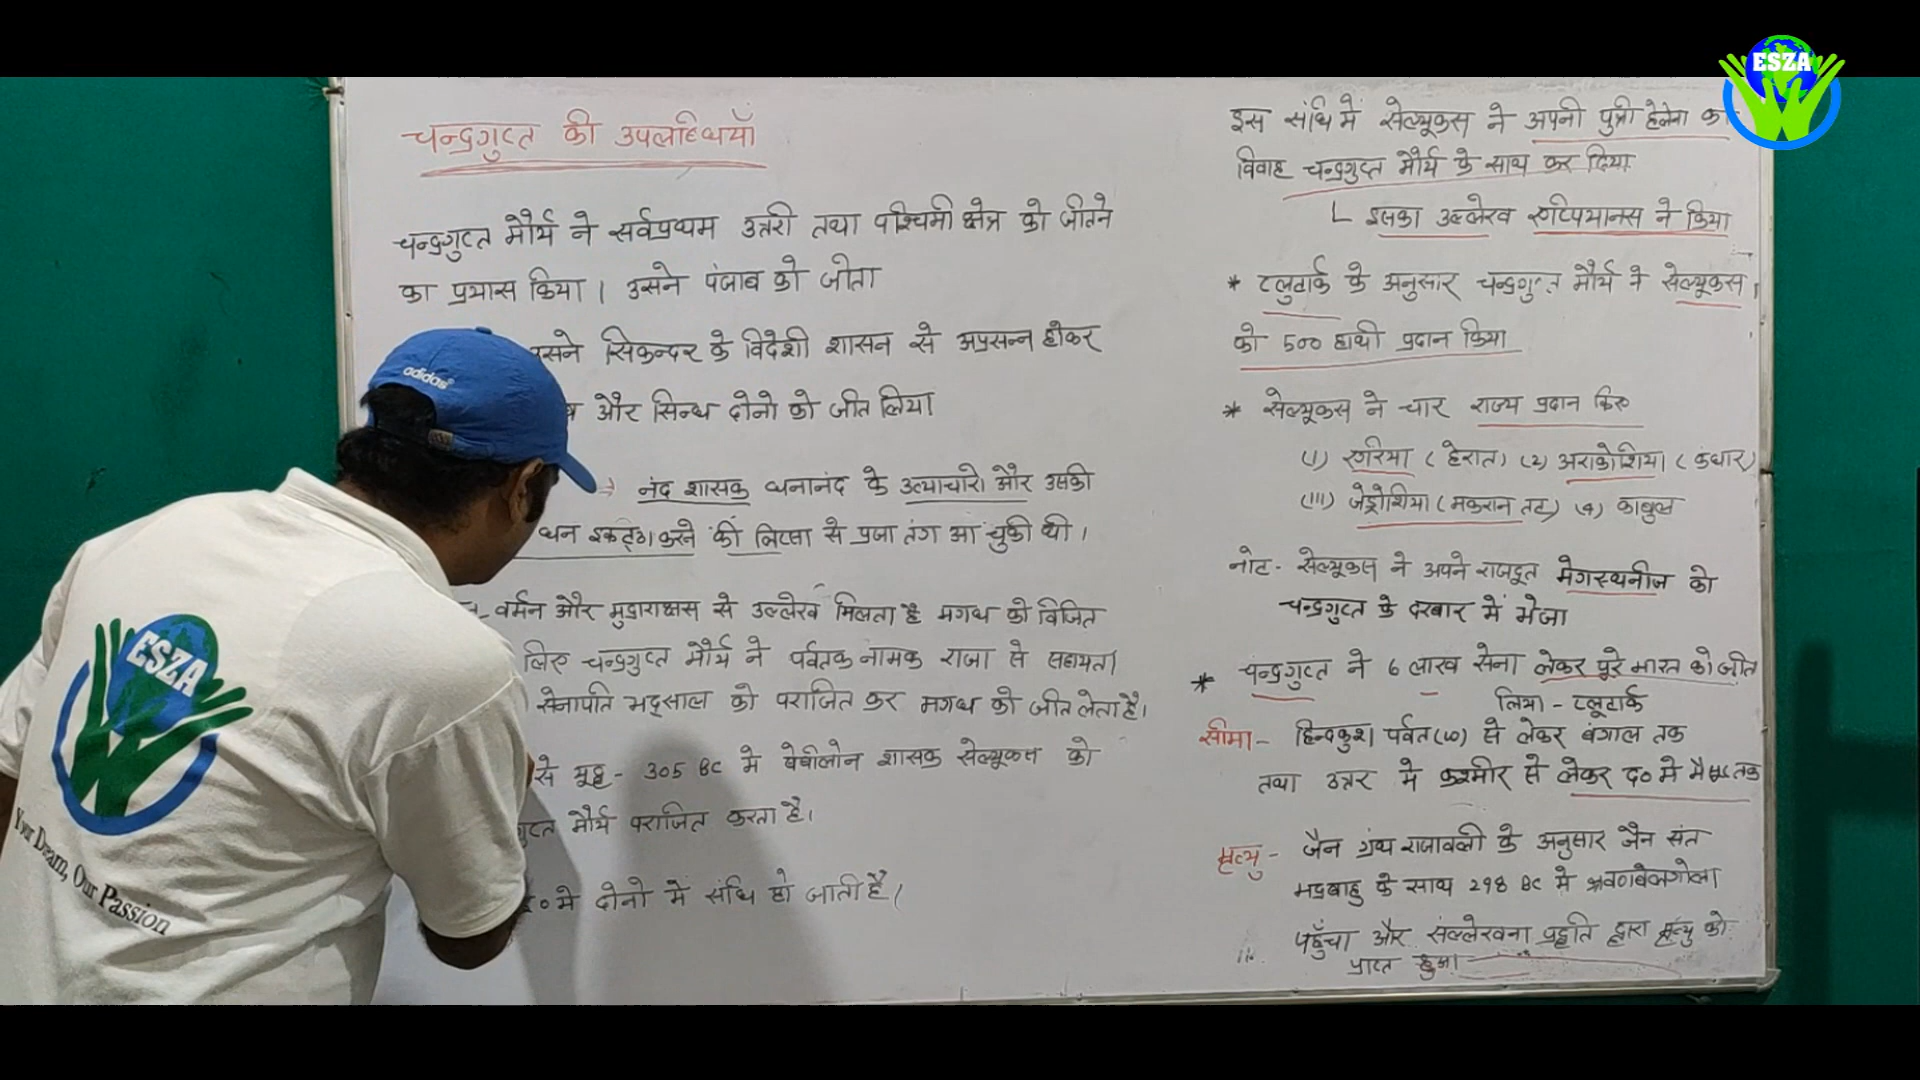 चन्द्रगुप्त की उपलब्धियाँ
चन्द्रगुप्त मौर्य ने सर्वप्रथम उत्तरी तथा पश्चिमी क्षेत्र को जीतने
का प्रयास किया। उसने पंजाब को जीता
उसने सिकन्दर के विदेशी शासन से अप्रसन्न होकर
और सिन्ध दोनो को जीत लिया
→ नंद शासक धनानंद के अत्याचारो और उसकी
धन इकट्ठा करने की लिप्सा से प्रजा तंग आ चुकी थी।
वर्मन और मुद्राराक्षस से उल्लेख मिलता है मगध को विजित
लिए चन्द्रगुप्त मौर्य ने पर्वतक नामक राजा से सहायता
सेनापति भद्साल को पराजित कर मगध को जीत लेता है।
से युद्ध - 305 BC मे बेबीलोन शासक सेल्यूकस को
गुप्त मौर्य पराजित करता है।
मे दोनो में संधि हो जाती है।
इस संधि में सेल्यूकस ने अपनी पुत्री हेलेना का
विवाह चन्द्रगुप्त मौर्य के साथ कर दिया
L इसका उल्लेख एप्पियानस ने किया
* प्लुटार्क के अनुसार चन्द्रगुप्त मौर्य ने सेल्यूकस
को 500 हाथी प्रदान किया
* सेल्यूकस ने चार राज्य प्रदान किए
(I) एरिया (हेरात) (2) अराकोशिया (कंधार)
(III) जेड्रोशिया (मकरान तट) (4) काबुल
नोट - सेल्यूकस ने अपने राजदूत मेगस्थनीज को
चन्द्रगुप्त के दरबार में भेजा
* चन्द्रगुप्त ने 6 लाख सेना लेकर पूरे भारत को जीत
लिया - प्लूटार्क
सीमा - हिन्दकुश पर्वत (W) से लेकर बंगाल तक
तथा उत्तर मे कश्मीर से लेकर द० मे मैसूर तक
मृत्यु - जैन ग्रंथ राजावली के अनुसार जैन संत
भद्रबाहु के साथ 298 BC मे श्रवणबेलगोला
पहुँचा और संल्लेखना पद्धति द्वारा मृत्यु को
प्राप्त हुआ
adidas
ESZA
Your Dream, Our Passion
ESZA